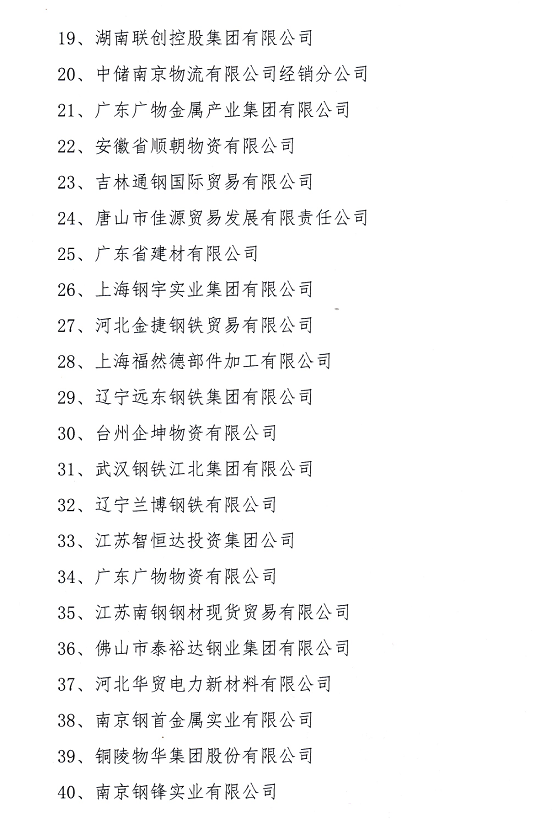 19、湖南联创控股集团有限公司
20、中储南京物流有限公司经销分公司
21、广东广物金属产业集团有限公司
22、安徽省顺朝物资有限公司
23、吉林通钢国际贸易有限公司
24、唐山市佳源贸易发展有限责任公司
25、广东省建材有限公司
26、上海钢宇实业集团有限公司
27、河北金捷钢铁贸易有限公司
28、上海福然德部件加工有限公司
29、辽宁远东钢铁集团有限公司
30、台州企坤物资有限公司
31、武汉钢铁江北集团有限公司
32、辽宁兰博钢铁有限公司
33、江苏智恒达投资集团公司
34、广东广物物资有限公司
35、江苏南钢钢材现货贸易有限公司
36、佛山市泰裕达钢业集团有限公司
37、河北华贸电力新材料有限公司
38、南京钢首金属实业有限公司
39、铜陵物华集团股份有限公司
40、南京钢锋实业有限公司